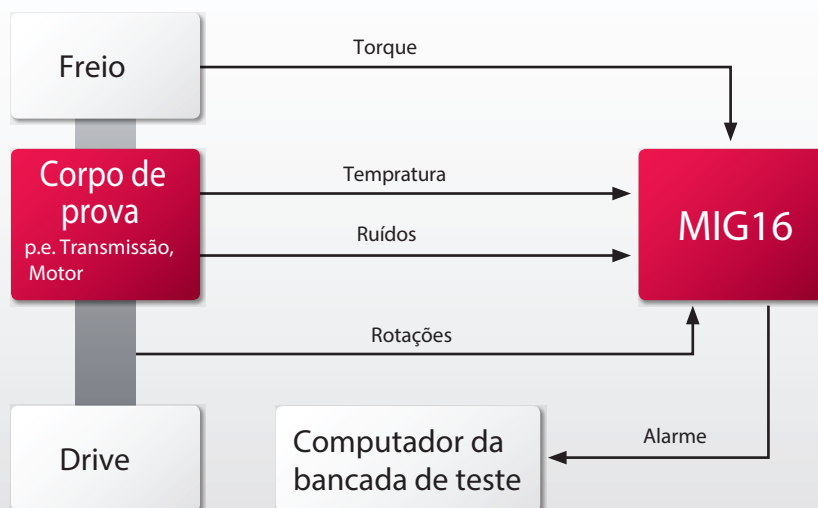 Freio
Torque
Corpo de
prova
p.e. Transmissão,
Motor
Tempratura
Ruídos
MIG16
Rotações
Drive
Computador da
bancada de teste
Alarme